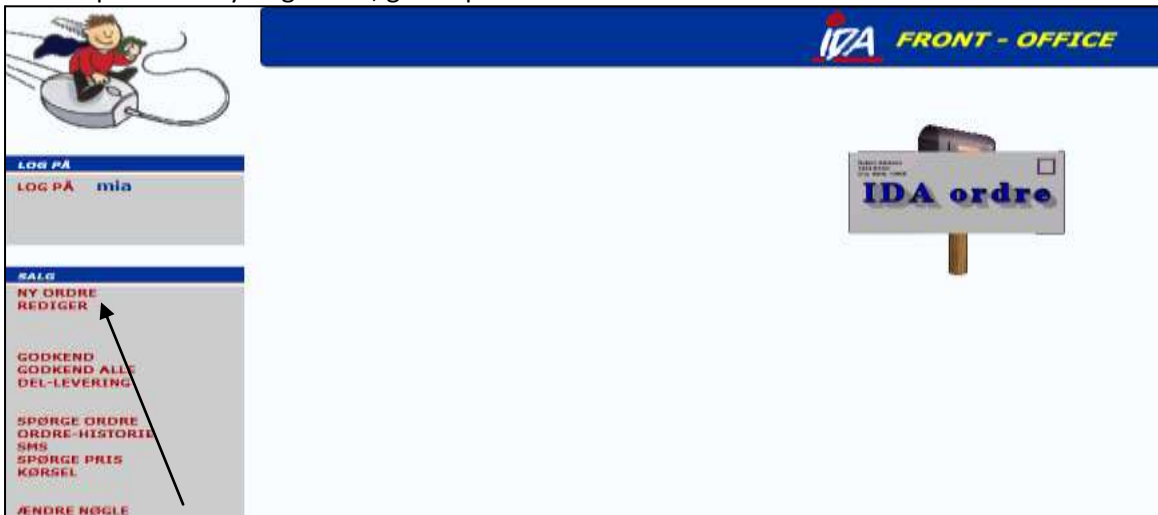 IDA FRONT - OFFICE
IDA ordre
LOG PÅ
LOG PÅ mia
SALG
NY ORDRE
REDIGER
GODKEND
GODKEND ALLE
DEL-LEVERING
SPØRGE ORDRE
ORDRE-HISTORIE
SMS
SPØRGE PRIS
KØRSEL
ÆNDRE NØGLE